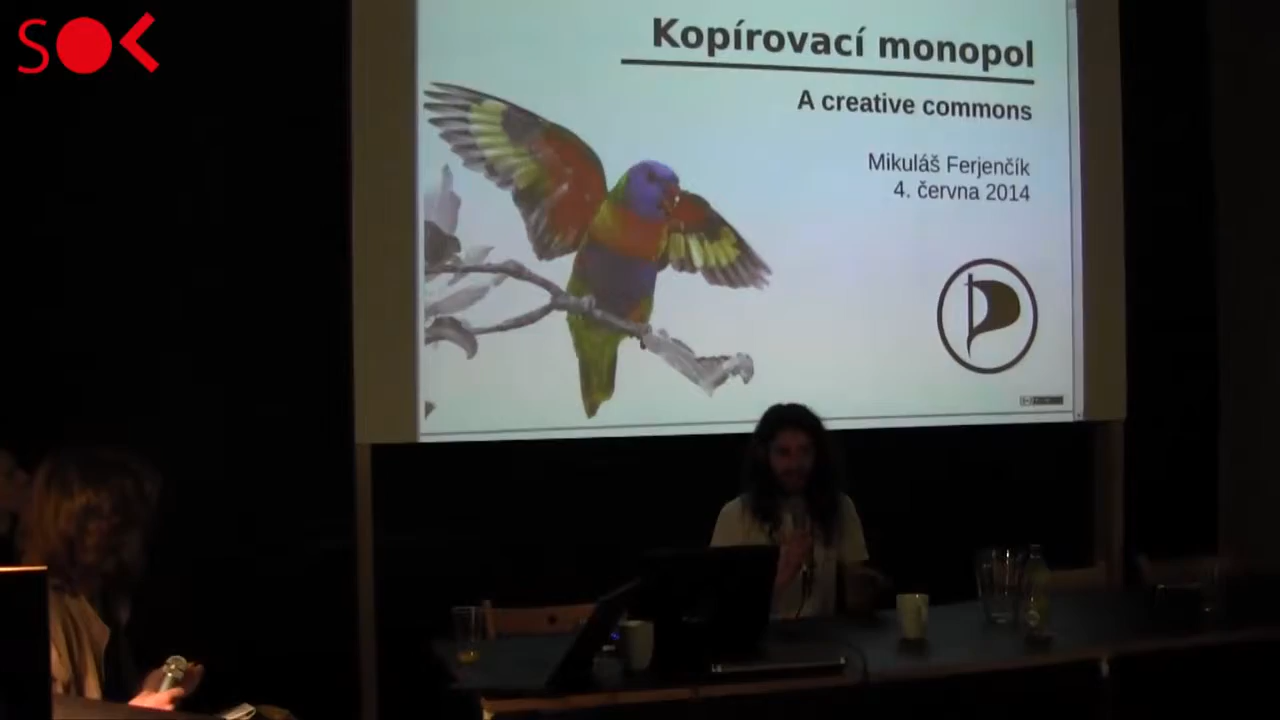 SOK
Kopírovací monopol
A creative commons
Mikuláš Ferjenčík
4. června 2014